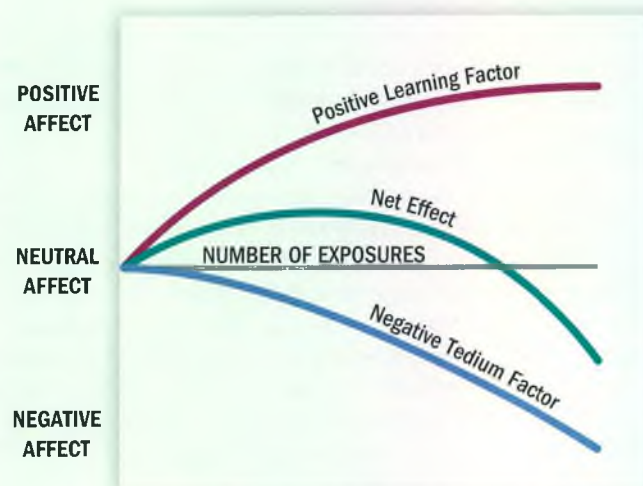 POSITIVE
AFFECT
Positive Learning Factor
Net Effect
NEUTRAL
AFFECT
NUMBER OF EXPOSURES
Negative Tedium Factor
NEGATIVE
AFFECT